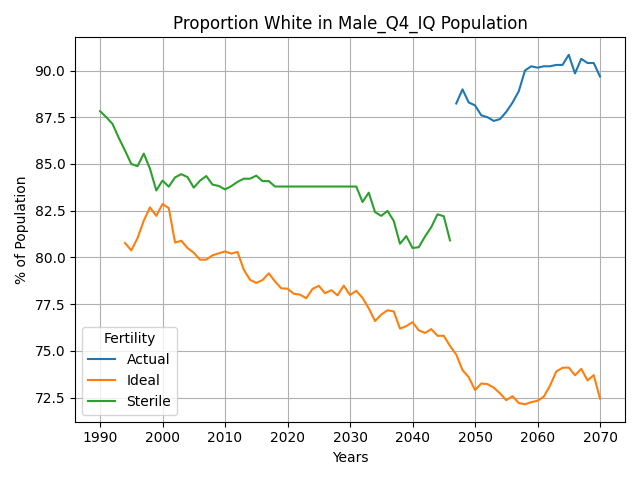 Proportion White in Male_Q4_IQ Population
% of Population
90.0
87.5
85.0
82.5
80.0
77.5
75.0
72.5
Fertility
Actual
Ideal
Sterile
1990 2000 2010 2020 2030 2040 2050 2060 2070
Years